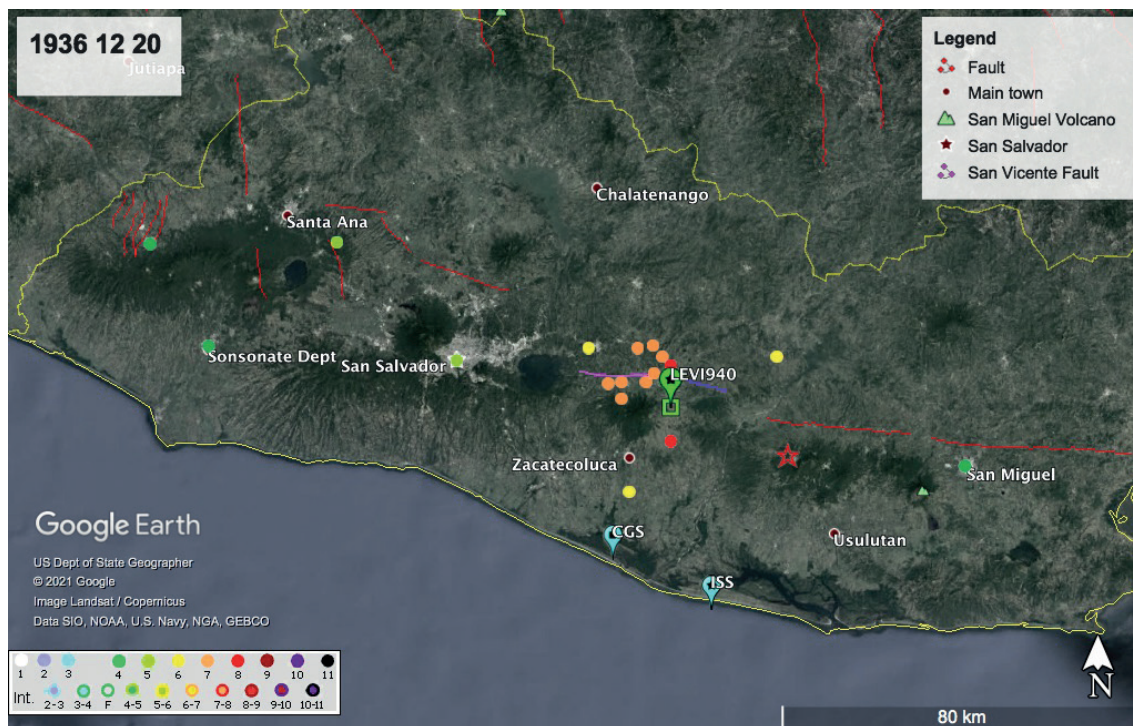 1936 12 20
Jutiapa
Legend
Fault
Main town
San Miguel Volcano
San Salvador
San Vicente Fault
Chalatenango
Santa Ana
Sonsonate Dept
San Salvador
LEVI940
Zacatecoluca
San Miguel
Usulutan
CGS
ISS
Google Earth
US Dept of State Geographer
© 2021 Google
Image Landsat / Copernicus
Data SIO, NOAA, U.S. Navy, NGA, GEBCO
1 2 3 4 5 6 7 8 9 10 11
Int. 2-3 3-4 F 4-5 5-6 6-7 7-8 8-9 9-10 10-11
N
80 km